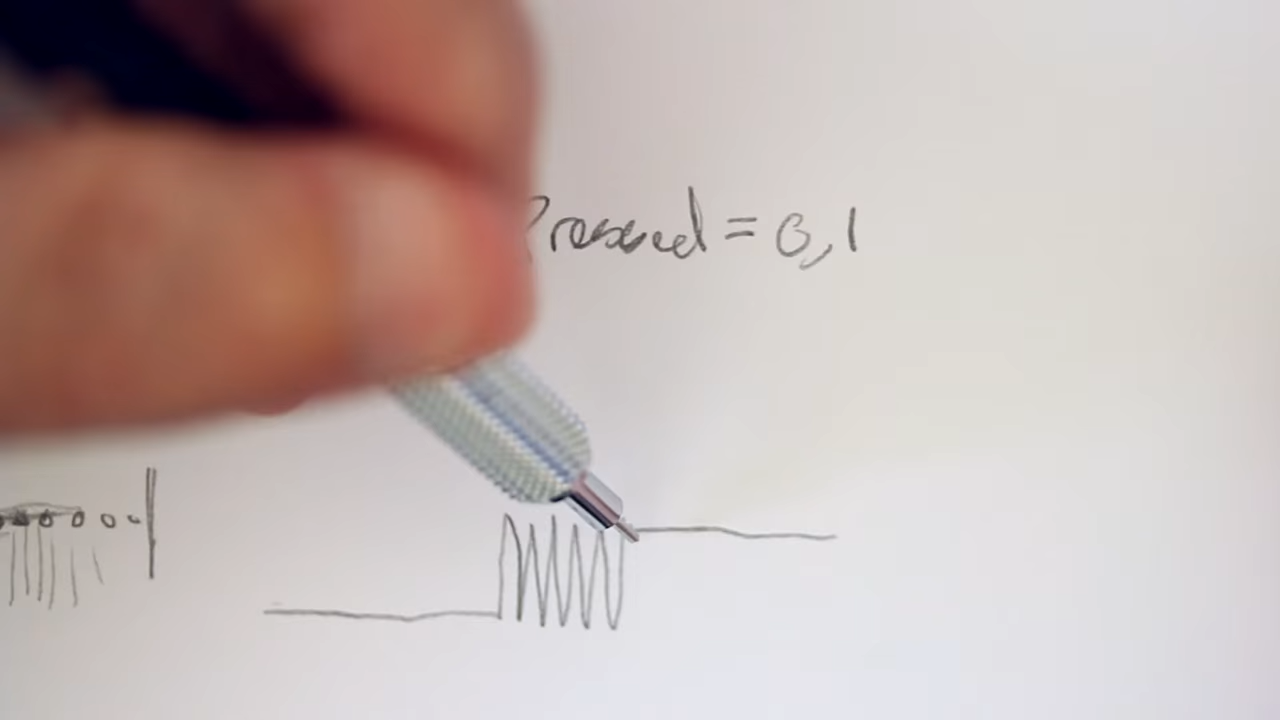 Pressed = 0,1